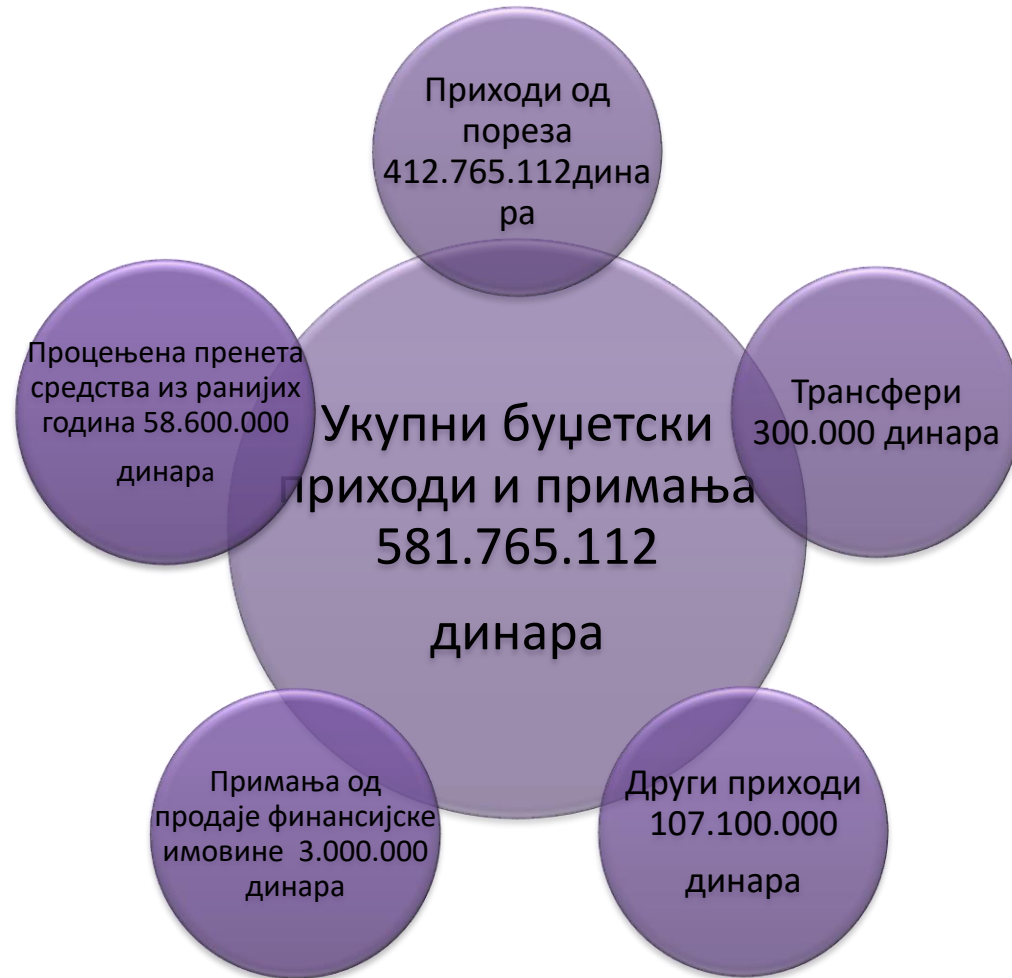 Приходи од
пореза
412.765.112дина
ра
Процењена пренета
средства из ранијих
година 58.600.000
динара
Трансфери
300.000 динара
Укупни буџетски
приходи и примања
581.765.112
динара
Примања од
продаје финансијске
имовине 3.000.000
динара
Други приходи
107.100.000
динара